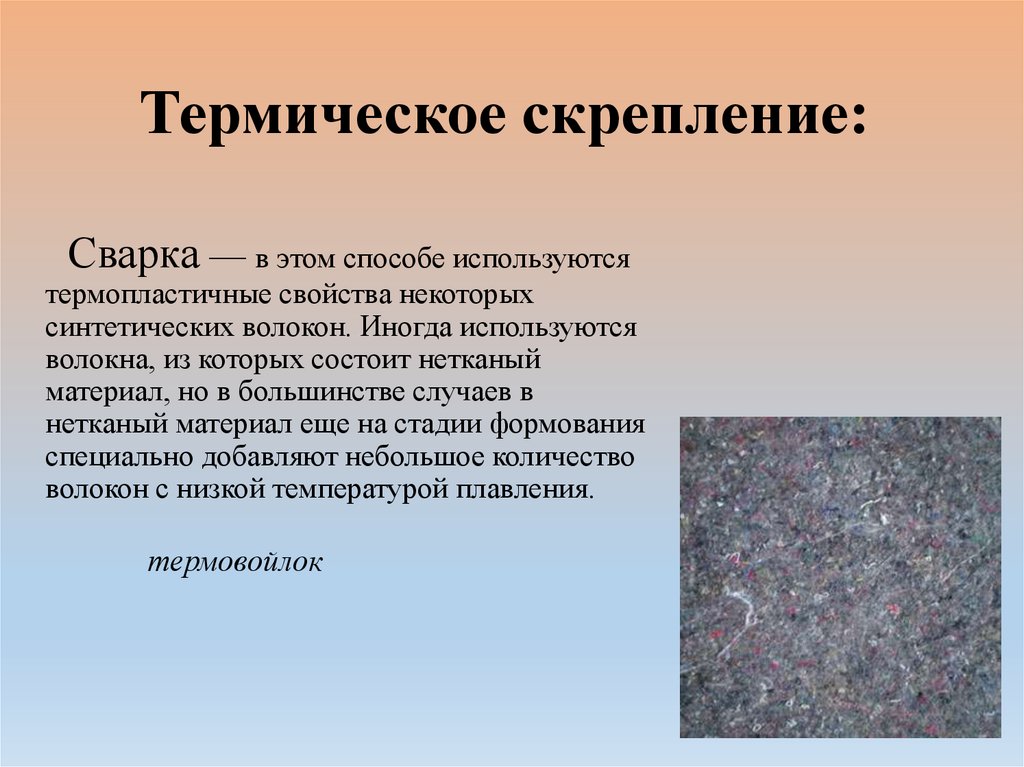 Термическое скрепление:
Сварка — в этом способе используются
термопластичные свойства некоторых
синтетических волокон. Иногда используются
волокна, из которых состоит нетканый
материал, но в большинстве случаев в
нетканый материал еще на стадии формования
специально добавляют небольшое количество
волокон с низкой температурой плавления.
термовойлок